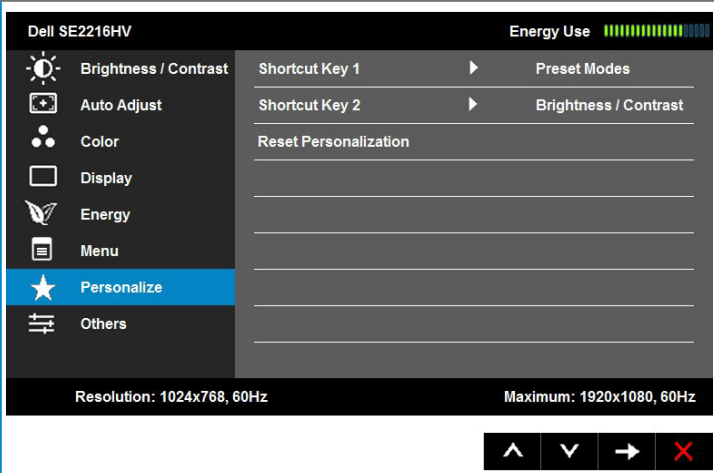 Dell SE2216HV Energy Use
Brightness / Contrast Shortcut Key 1 Preset Modes
Auto Adjust Shortcut Key 2 Brightness / Contrast
Color Reset Personalization
Display
Energy
Menu
Personalize
Others
Resolution: 1024x768, 60Hz Maximum: 1920x1080, 60Hz